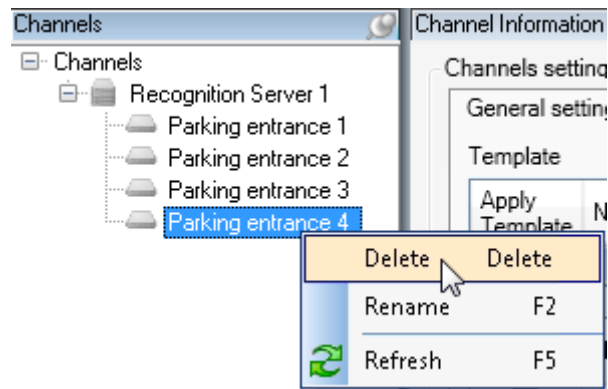 Channels
Channels
Recognition Server 1
Parking entrance 1
Parking entrance 2
Parking entrance 3
Parking entrance 4
Channel Information
Channels setting
General setting
Template
Apply
Template
N
Delete Delete
Rename F2
Refresh F5